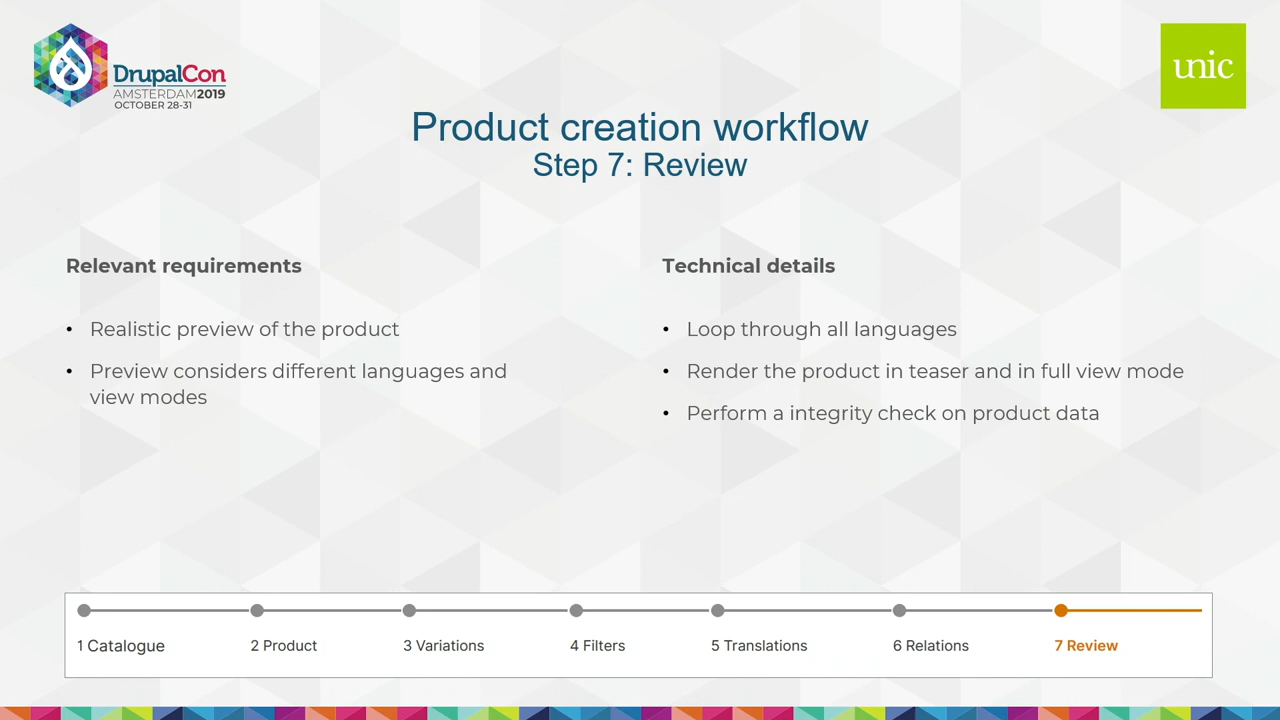 DrupalCon
AMSTERDAM2019
OCTOBER 28-31
unic
Product creation workflow
Step 7: Review
Relevant requirements
• Realistic preview of the product
• Preview considers different languages and
view modes
Technical details
• Loop through all languages
• Render the product in teaser and in full view mode
• Perform a integrity check on product data
1 Catalogue
2 Product
3 Variations
4 Filters
5 Translations
6 Relations
7 Review